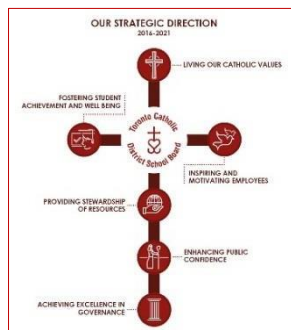 OUR STRATEGIC DIRECTION
2016-2021
LIVING OUR CATHOLIC VALUES
FOSTERING STUDENT
ACHIEVEMENT AND WELL BEING
Toronto Catholic
District School Board
INSPIRING AND
MOTIVATING EMPLOYEES
PROVIDING STEWARDSHIP
OF RESOURCES
ENHANCING PUBLIC
CONFIDENCE
ACHIEVING EXCELLENCE IN
GOVERNANCE